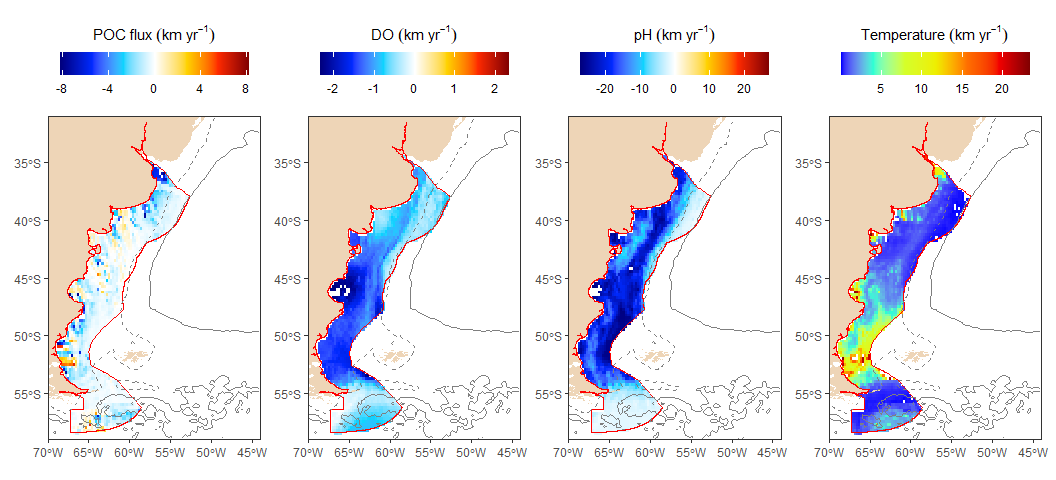 POC flux (km yr⁻¹) DO (km yr⁻¹) pH (km yr⁻¹) Temperature (km yr⁻¹)
-8 -4 0 4 8 -2 -1 0 1 2 -20 -10 0 10 20 5 10 20
35°S 35°S 35°S 35°S
40°S 40°S 40°S 40°S
45°S 45°S 45°S 45°S
50°S 50°S 50°S 50°S
55°S 55°S 55°S 55°S
70°W 65°W 60°W 55°W 50°W 45°W 70°W 65°W 60°W 55°W 50°W 45°W 70°W 65°W 60°W 55°W 50°W 45°W 70°W 65°W 60°W 55°W 50°W 45°W